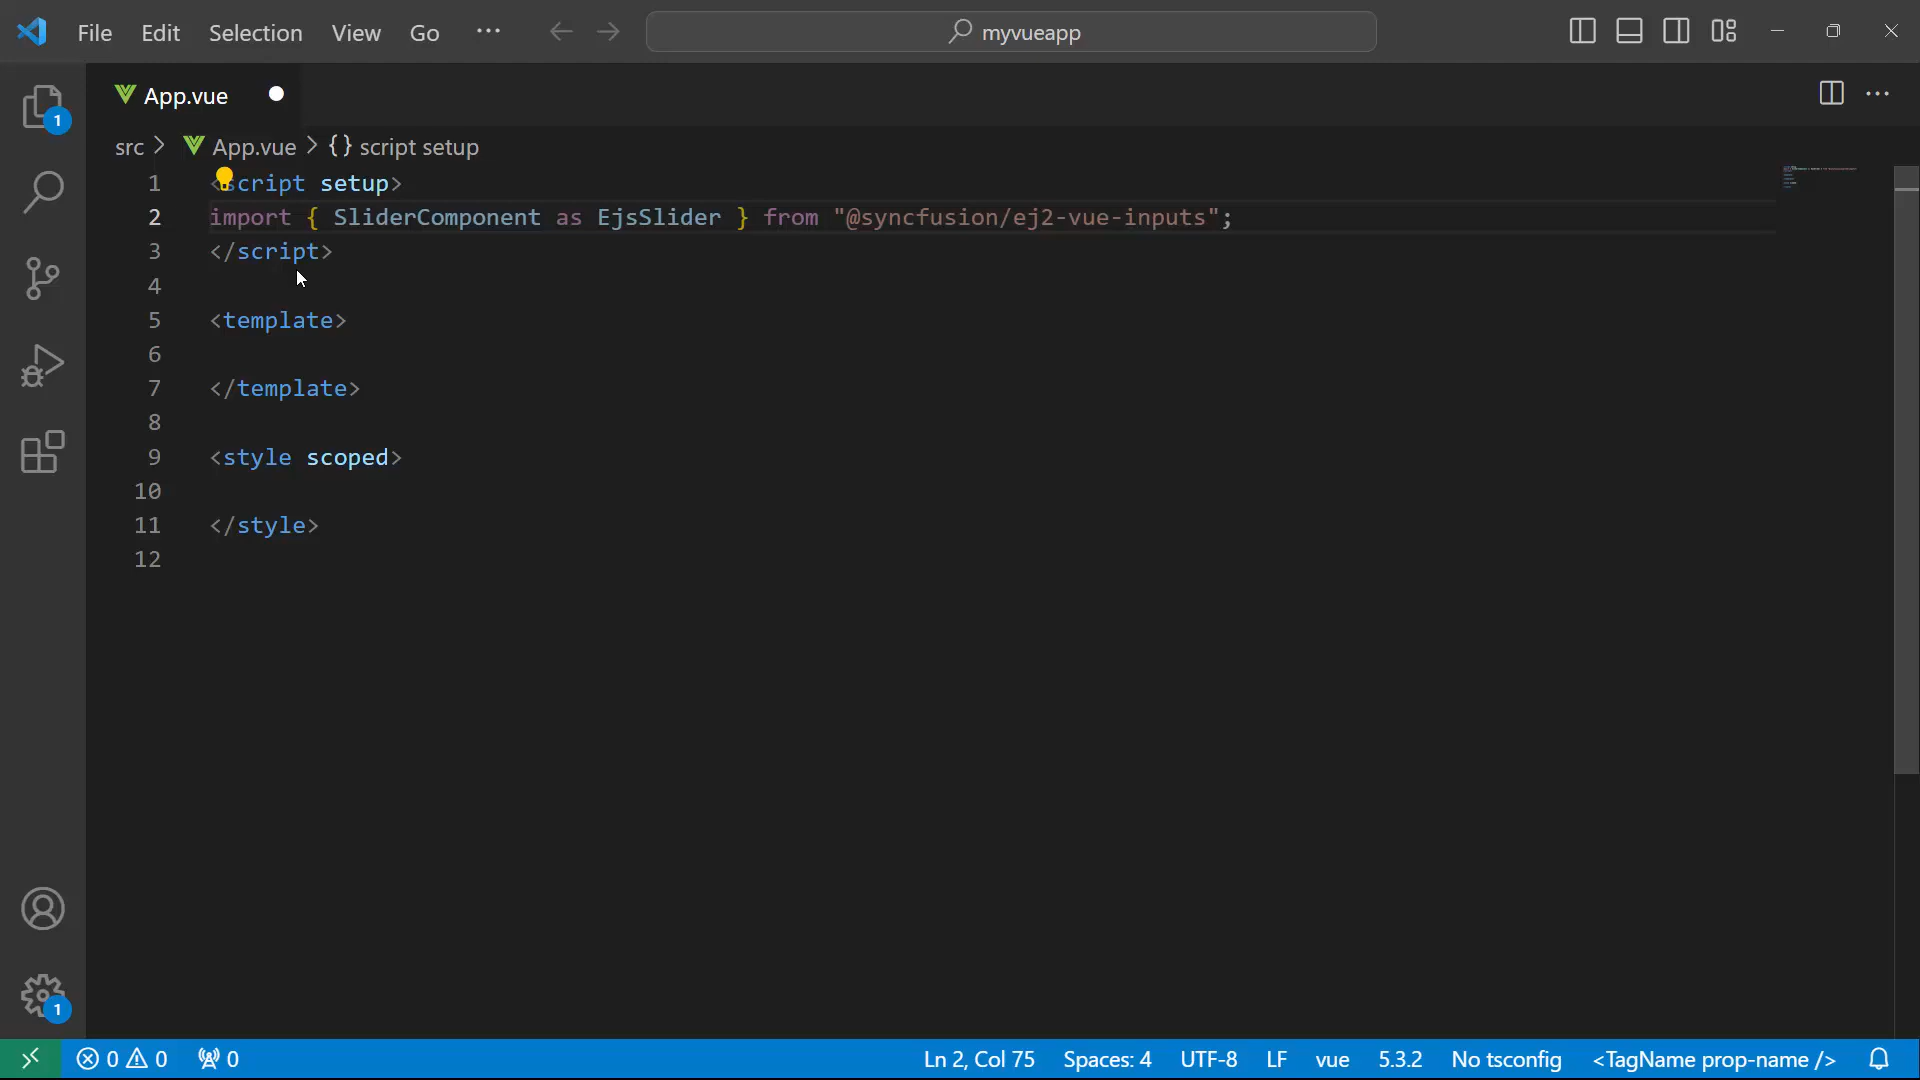 File Edit Selection View Go ··· myvueapp
App.vue
src > App.vue > {} script setup
1 <script setup>
2 import { SliderComponent as EjsSlider } from "@syncfusion/ej2-vue-inputs";
3 </script>
4
5 <template>
6
7 </template>
8
9 <style scoped>
10
11 </style>
12
1
1
0 0 0 Ln 2, Col 75 Spaces: 4 UTF-8 LF vue 5.3.2 No tsconfig <TagName prop-name />